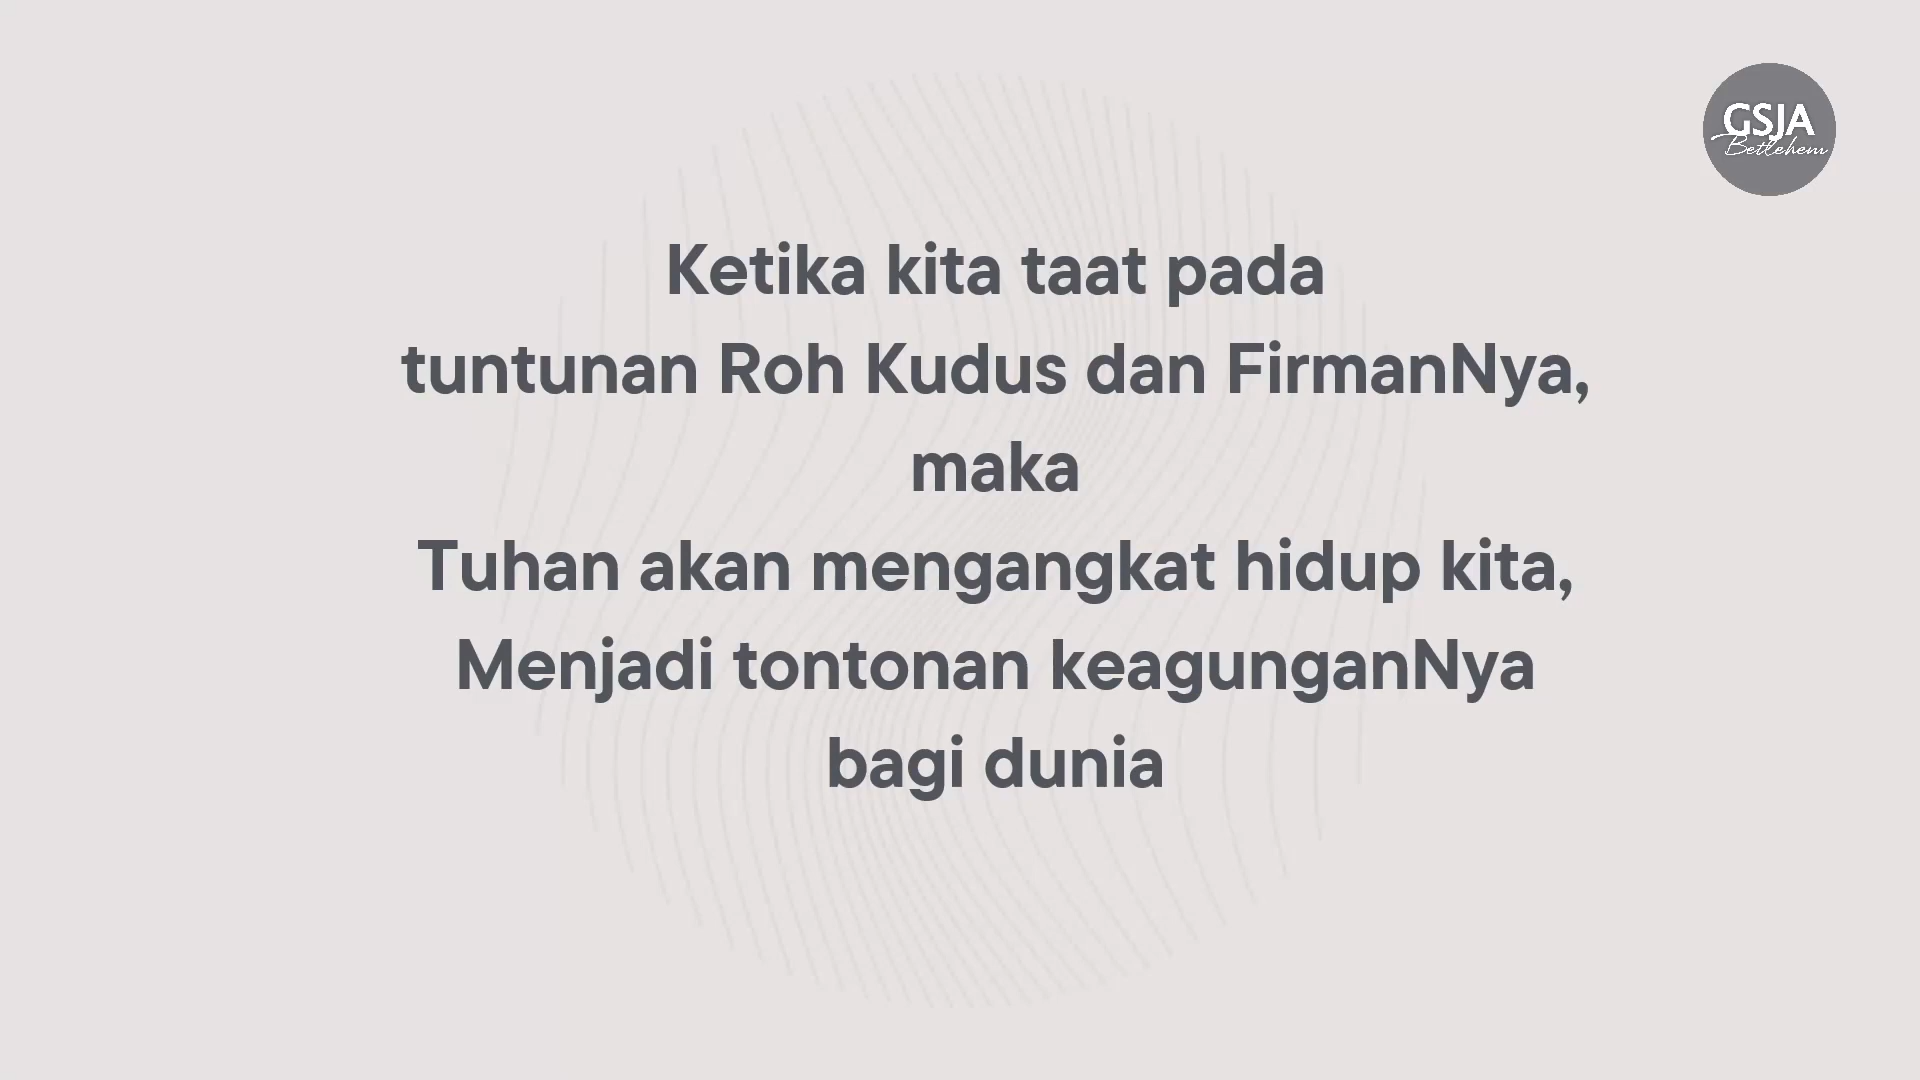 GSJA
Betlehem
Ketika kita taat pada
tuntunan Roh Kudus dan FirmanNya,
maka
Tuhan akan mengangkat hidup kita,
Menjadi tontonan keagunganNya
bagi dunia